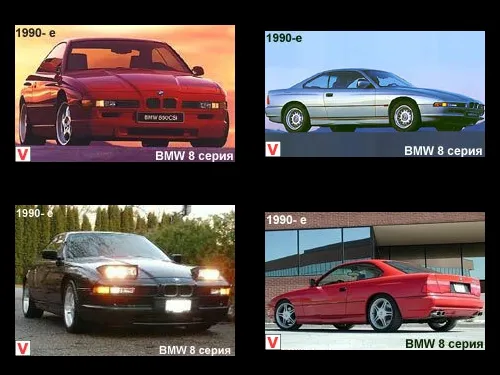 1990- е
BMW 850CSi
V
BMW 8 серия
1990-е
V
BMW 8 серия
1990- е
V
BMW 8 серия
1990- е
V
BMW 8 серия